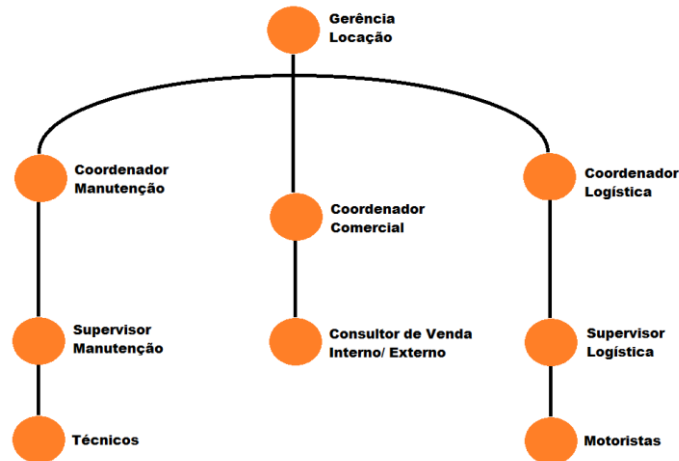 Gerência
Locação
Coordenador
Manutenção
Coordenador
Comercial
Coordenador
Logística
Supervisor
Manutenção
Consultor de Venda
Interno/ Externo
Supervisor
Logística
Técnicos
Motoristas